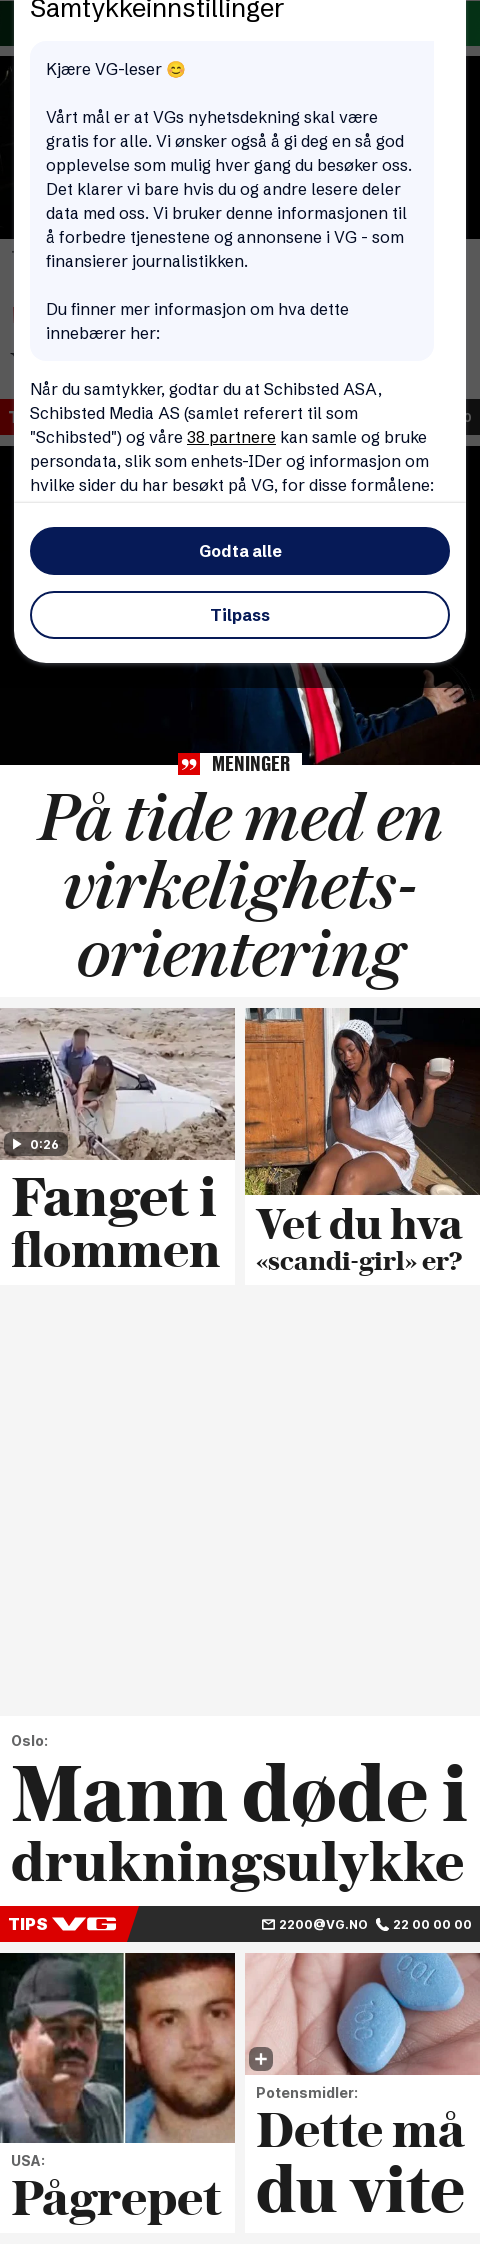 Samtykkeinnstillinger
Kjære VG-leser 😊
Vårt mål er at VGs nyhetsdekning skal være
gratis for alle. Vi ønsker også å gi deg en så god
opplevelse som mulig hver gang du besøker oss.
Det klarer vi bare hvis du og andre lesere deler
data med oss. Vi bruker denne informasjonen til
å forbedre tjenestene og annonsene i VG - som
finansierer journalistikken.
Du finner mer informasjon om hva dette
innebærer her:
Når du samtykker, godtar du at Schibsted ASA,
Schibsted Media AS (samlet referert til som
"Schibsted") og våre 38 partnere kan samle og bruke
persondata, slik som enhets-IDer og informasjon om
hvilke sider du har besøkt på VG, for disse formålene:
Godta alle
Tilpass
MENINGER
På tide med en
virkelighets-
orientering
0:26
Fanget i
flommen
Vet du hva
«scandi-girl» er?
Oslo:
Mann døde i
drukningsulykke
TIPS VG 2200@VG.NO 22 00 00 00
100
100
USA:
Pågrepet
Potensmidler:
Dette må
du vite